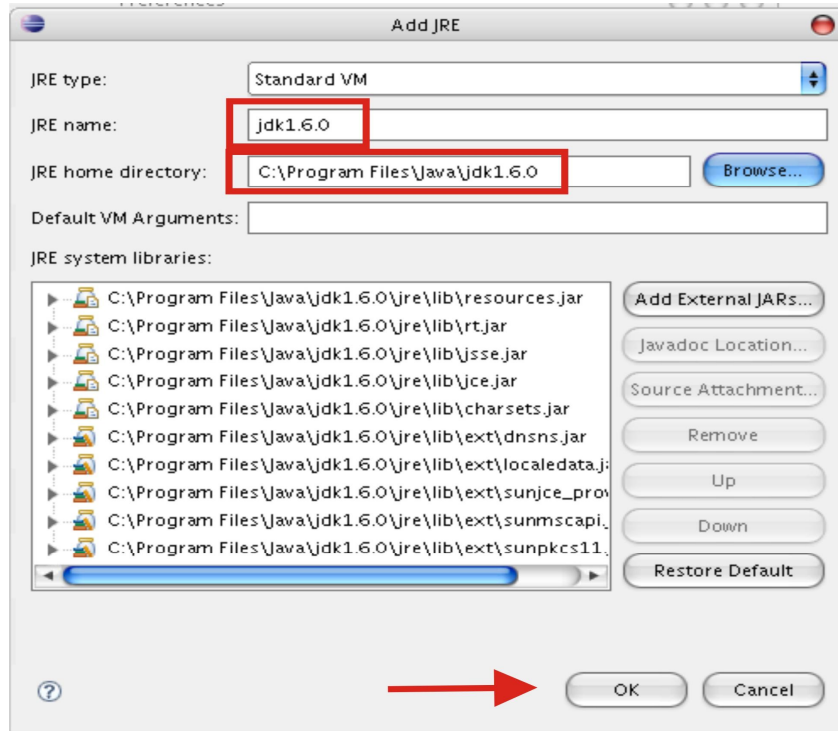 Preferences
Add JRE
JRE type: Standard VM
JRE name: jdk1.6.0
JRE home directory: C:\Program Files\Java\jdk1.6.0 Browse...
Default VM Arguments:
JRE system libraries:
C:\Program Files\Java\jdk1.6.0\jre\lib\resources.jar
C:\Program Files\Java\jdk1.6.0\jre\lib\rt.jar
C:\Program Files\Java\jdk1.6.0\jre\lib\jsse.jar
C:\Program Files\Java\jdk1.6.0\jre\lib\jce.jar
C:\Program Files\Java\jdk1.6.0\jre\lib\charsets.jar
C:\Program Files\Java\jdk1.6.0\jre\lib\ext\dnsns.jar
C:\Program Files\Java\jdk1.6.0\jre\lib\ext\localedata.j
C:\Program Files\Java\jdk1.6.0\jre\lib\ext\sunjce_prov
C:\Program Files\Java\jdk1.6.0\jre\lib\ext\sunmscapi.
C:\Program Files\Java\jdk1.6.0\jre\lib\ext\sunpkcs11.
Add External JARs...
Javadoc Location...
Source Attachment...
Remove
Up
Down
Restore Default
? OK Cancel